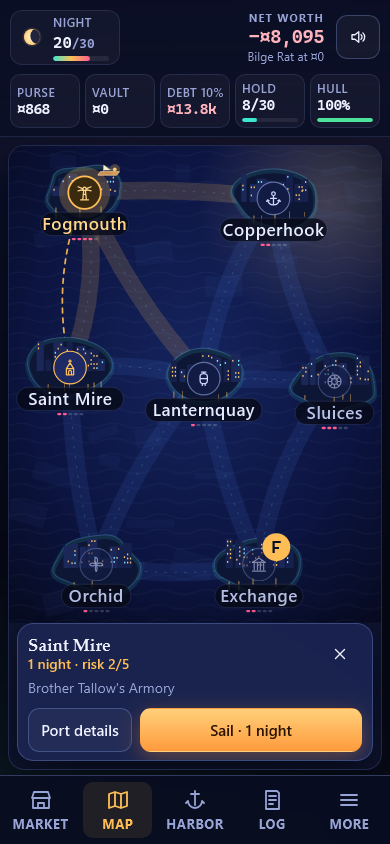 NIGHT
20/30
NET WORTH
−¤8,095
Bilge Rat at ¤0
PURSE
¤868
VAULT
¤0
DEBT 10%
¤13.8k
HOLD
8/30
HULL
100%
Fogmouth
Copperhook
Saint Mire
Lanternquay
Sluices
F
Orchid
Exchange
Saint Mire
1 night · risk 2/5
Brother Tallow's Armory
Port details
Sail · 1 night
MARKET
MAP
HARBOR
LOG
MORE